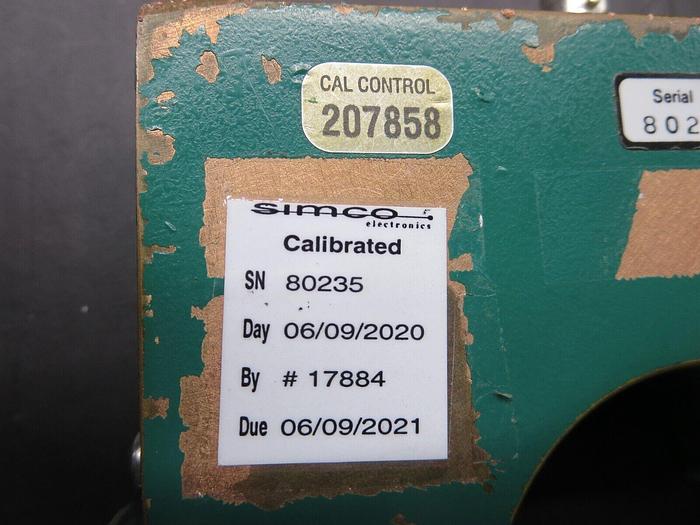 CAL CONTROL
207858
Serial
802
simco
electronics
Calibrated
SN 80235
Day 06/09/2020
By # 17884
Due 06/09/2021